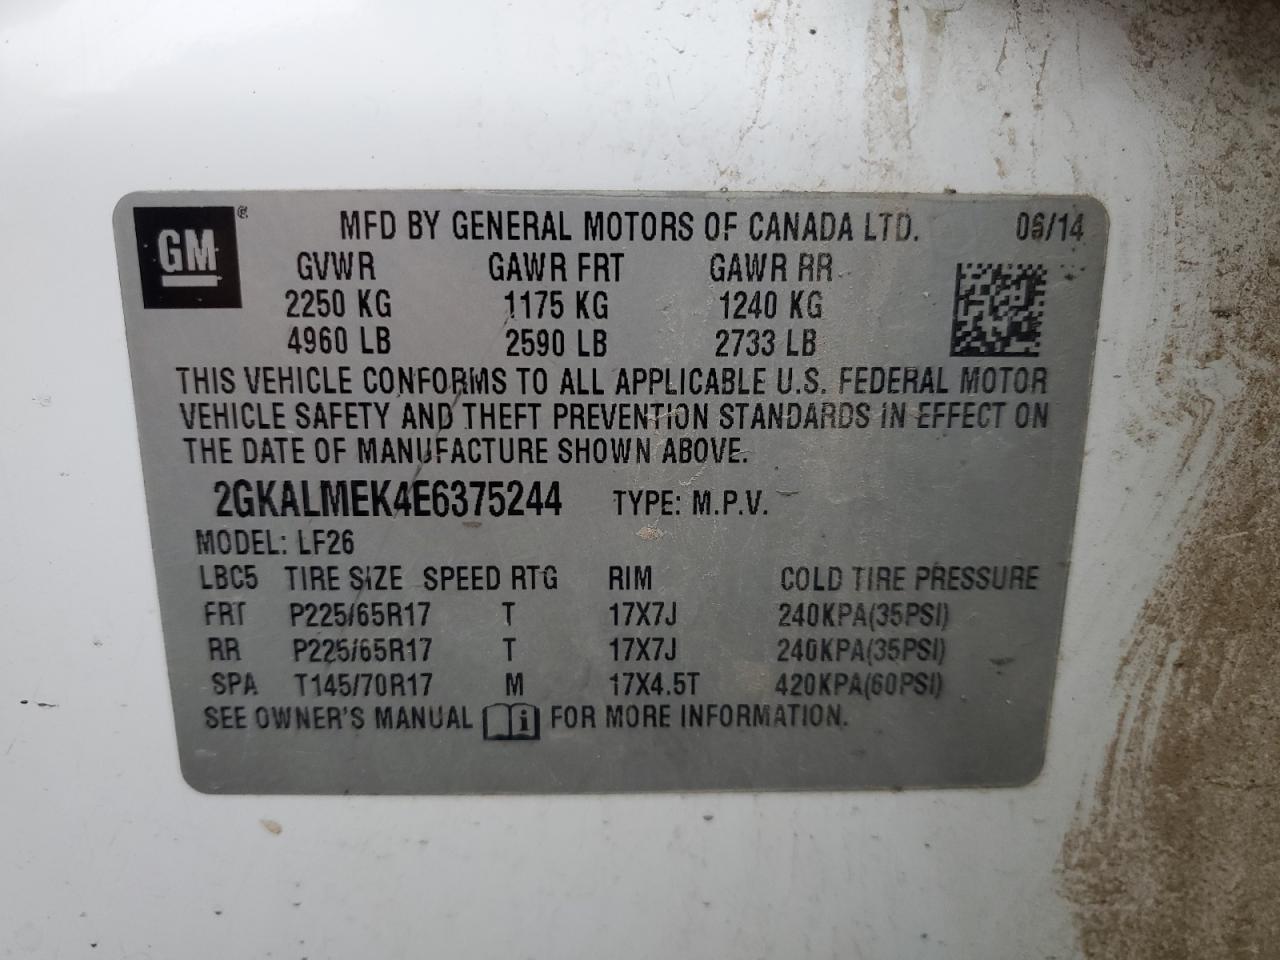 GM
MFD BY GENERAL MOTORS OF CANADA LTD. 06/14
GVWR GAWR FRT GAWR RR
2250 KG 1175 KG 1240 KG
4960 LB 2590 LB 2733 LB
THIS VEHICLE CONFORMS TO ALL APPLICABLE U.S. FEDERAL MOTOR
VEHICLE SAFETY AND THEFT PREVENTION STANDARDS IN EFFECT ON
THE DATE OF MANUFACTURE SHOWN ABOVE.
2GKALMEK4E6375244 TYPE: M.P.V.
MODEL: LF26
LBC5 TIRE SIZE SPEED RTG RIM COLD TIRE PRESSURE
FRT P225/65R17 T 17X7J 240KPA(35PSI)
RR P225/65R17 T 17X7J 240KPA(35PSI)
SPA T145/70R17 M 17X4.5T 420KPA(60PSI)
SEE OWNER'S MANUAL i FOR MORE INFORMATION.